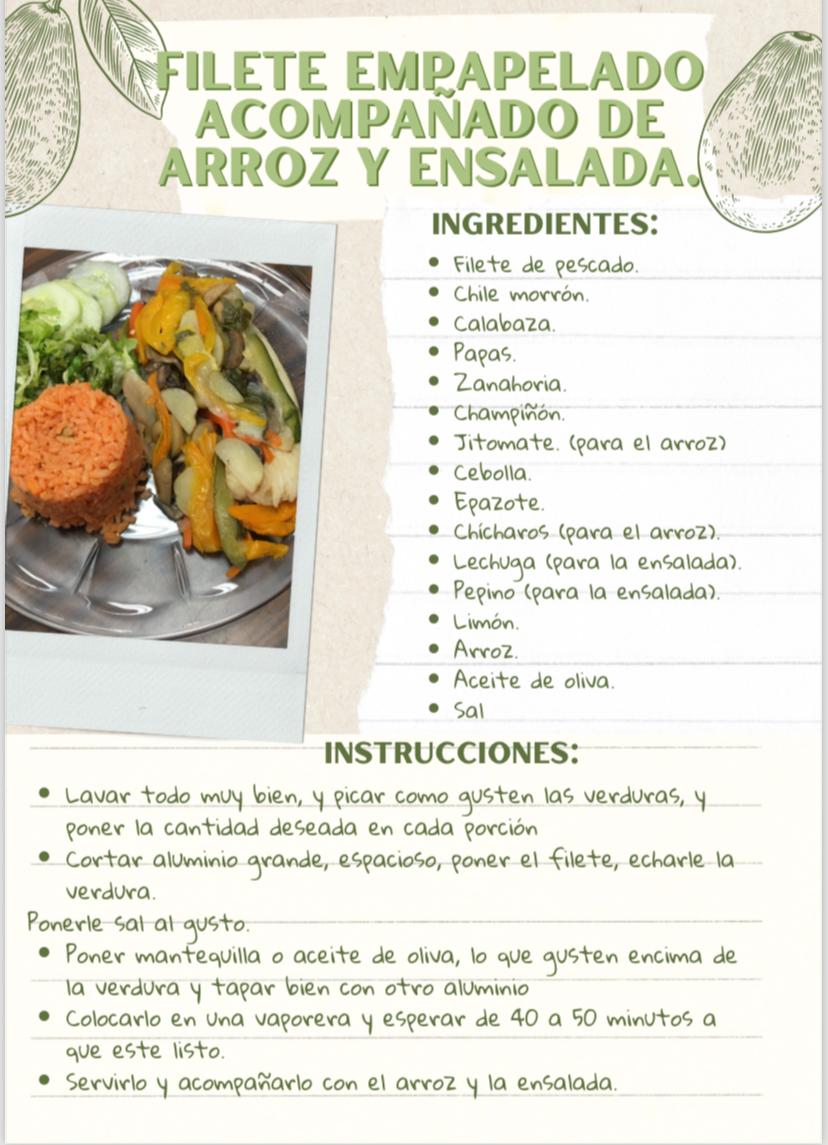 FILETE EMPAPELADO
ACOMPAÑADO DE
ARROZ Y ENSALADA.
INGREDIENTES:
• Filete de pescado.
• Chile morrón.
• Calabaza.
• Papas.
• Zanahoria.
• Champiñón.
• Jitomate. (para el arroz)
• Cebolla.
• Epazote.
• Chícharos (para el arroz).
• Lechuga (para la ensalada).
• Pepino (para la ensalada).
• Limón.
• Arroz.
• Aceite de oliva.
• Sal
INSTRUCCIONES:
• Lavar todo muy bien, y picar como gusten las verduras, y
poner la cantidad deseada en cada porción
• Cortar aluminio grande, espacioso, poner el filete, echarle la
verdura.
Ponerle sal al gusto.
• Poner mantequilla o aceite de oliva, lo que gusten encima de
la verdura y tapar bien con otro aluminio
• Colocarlo en una vaporera y esperar de 40 a 50 minutos a
que este listo.
• Servirlo y acompañarlo con el arroz y la ensalada.